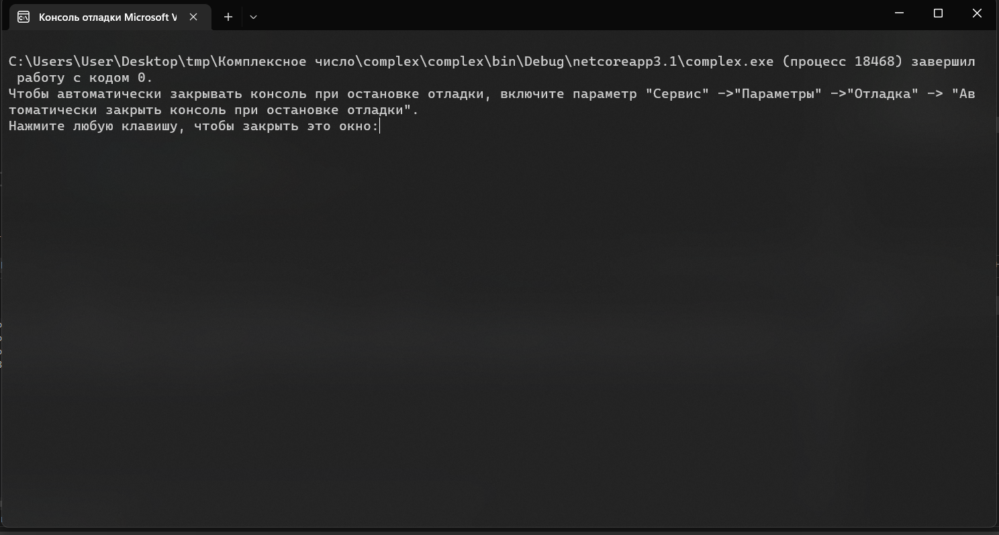 Консоль отладки Microsoft V
C:\Users\User\Desktop\tmp\Комплексное число\complex\complex\bin\Debug\netcoreapp3.1\complex.exe (процесс 18468) завершил
работу с кодом 0.
Чтобы автоматически закрывать консоль при остановке отладки, включите параметр "Сервис" ->"Параметры" ->"Отладка" -> "Ав
томатически закрыть консоль при остановке отладки".
Нажмите любую клавишу, чтобы закрыть это окно: